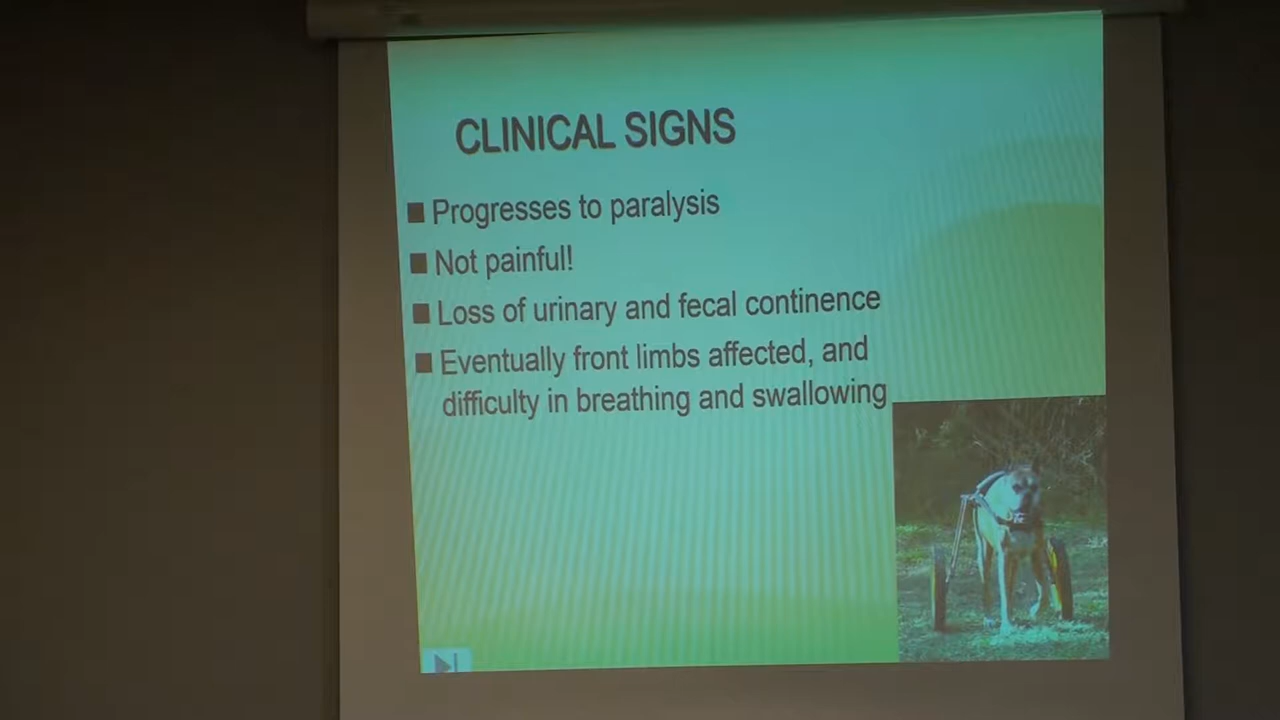 CLINICAL SIGNS
■ Progresses to paralysis
■ Not painful!
■ Loss of urinary and fecal continence
■ Eventually front limbs affected, and
difficulty in breathing and swallowing